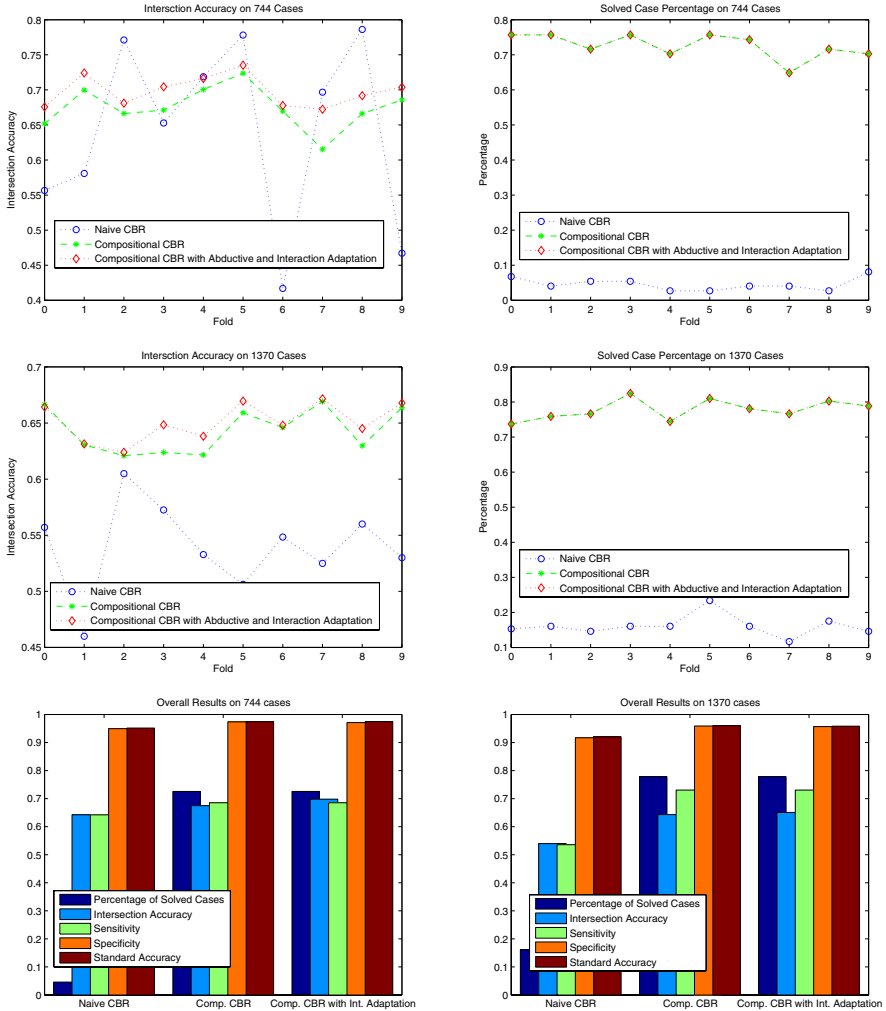 Intersction Accuracy on 744 Cases
0.8
0.75
0.7
0.65
0.6
0.55
0.5
0.45
0.4
Intersection Accuracy
Naive CBR
Compositional CBR
Compositional CBR with Abductive and Interaction Adaptation
0 1 2 3 4 5 6 7 8 9
Fold
Solved Case Percentage on 744 Cases
0.8
0.7
0.6
0.5
0.4
0.3
0.2
0.1
0
Percentage
Naive CBR
Compositional CBR
Compositional CBR with Abductive and Interaction Adaptation
0 1 2 3 4 5 6 7 8 9
Fold
Intersction Accuracy on 1370 Cases
0.7
0.65
0.6
0.55
0.5
0.45
Intersection Accuracy
Naive CBR
Compositional CBR
Compositional CBR with Abductive and Interaction Adaptation
0 1 2 3 4 5 6 7 8 9
Fold
Solved Case Percentage on 1370 Cases
0.9
0.8
0.7
0.6
0.5
0.4
0.3
0.2
0.1
Percentage
Naive CBR
Compositional CBR
Compositional CBR with Abductive and Interaction Adaptation
0 1 2 3 4 5 6 7 8 9
Fold
Overall Results on 744 cases
1
0.9
0.8
0.7
0.6
0.5
0.4
0.3
0.2
0.1
0
Percentage of Solved Cases
Intersection Accuracy
Sensitivity
Specificity
Standard Accuracy
Naive CBR Comp. CBR Comp. CBR with Int. Adaptation
Overall Results on 1370 cases
1
0.9
0.8
0.7
0.6
0.5
0.4
0.3
0.2
0.1
0
Percentage of Solved Cases
Intersection Accuracy
Sensitivity
Specificity
Standard Accuracy
Naive CBR Comp. CBR Comp. CBR with Int. Adaptation